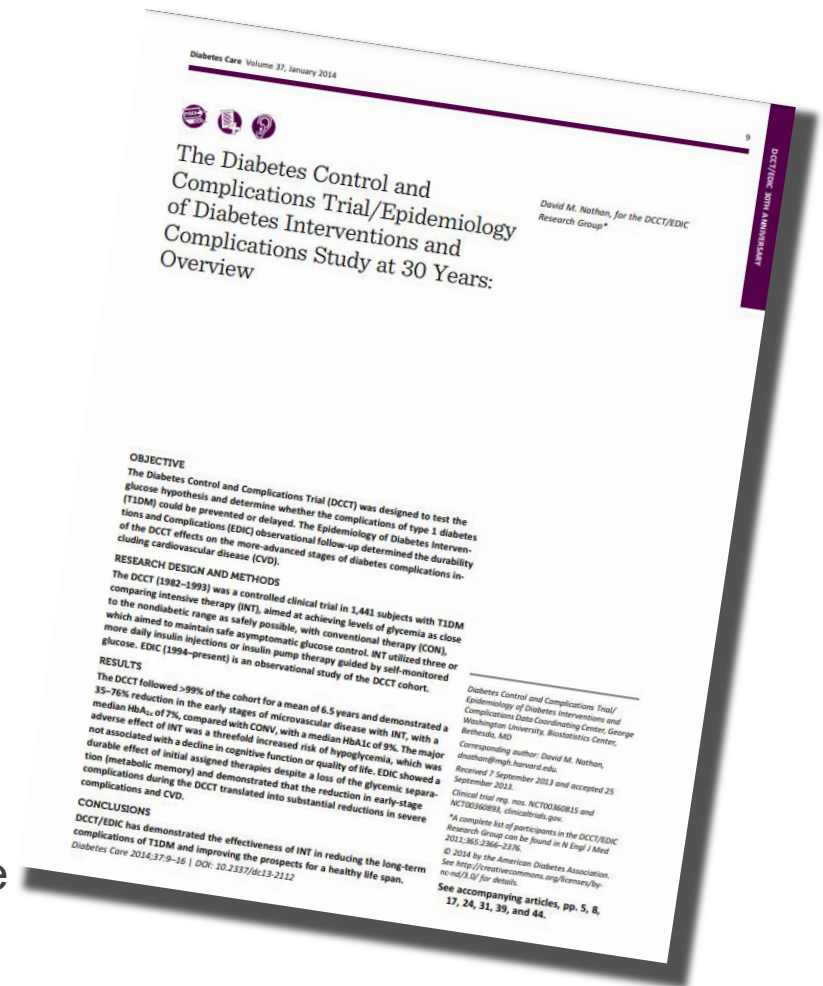 Diabetes Care Volume 37, January 2014
9
DCCT/EDIC 30TH ANNIVERSARY
The Diabetes Control and
Complications Trial/Epidemiology
of Diabetes Interventions and
Complications Study at 30 Years:
Overview
David M. Nathan, for the DCCT/EDIC
Research Group*
OBJECTIVE
The Diabetes Control and Complications Trial (DCCT) was designed to test the
glucose hypothesis and determine whether the complications of type 1 diabetes
(T1DM) could be prevented or delayed. The Epidemiology of Diabetes Interven-
tions and Complications (EDIC) observational follow-up determined the durability
of the DCCT effects on the more-advanced stages of diabetes complications in-
cluding cardiovascular disease (CVD).
RESEARCH DESIGN AND METHODS
The DCCT (1982–1993) was a controlled clinical trial in 1,441 subjects with T1DM
comparing intensive therapy (INT), aimed at achieving levels of glycemia as close
to the nondiabetic range as safely possible, with conventional therapy (CON),
which aimed to maintain safe asymptomatic glucose control. INT utilized three or
more daily insulin injections or insulin pump therapy guided by self-monitored
glucose. EDIC (1994–present) is an observational study of the DCCT cohort.
RESULTS
The DCCT followed >99% of the cohort for a mean of 6.5 years and demonstrated a
35–76% reduction in the early stages of microvascular disease with INT, with a
median HbA1c of 7%, compared with CONV, with a median HbA1c of 9%. The major
adverse effect of INT was a threefold increased risk of hypoglycemia, which was
not associated with a decline in cognitive function or quality of life. EDIC showed a
durable effect of initial assigned therapies despite a loss of the glycemic separa-
tion (metabolic memory) and demonstrated that the reduction in early-stage
complications during the DCCT translated into substantial reductions in severe
complications and CVD.
CONCLUSIONS
DCCT/EDIC has demonstrated the effectiveness of INT in reducing the long-term
complications of T1DM and improving the prospects for a healthy life span.
Diabetes Care 2014;37:9–16 | DOI: 10.2337/dc13-2112
Diabetes Control and Complications Trial/
Epidemiology of Diabetes Interventions and
Complications Data Coordinating Center, George
Washington University, Biostatistics Center,
Bethesda, MD
Corresponding author: David M. Nathan,
dnathan@mgh.harvard.edu.
Received 7 September 2013 and accepted 25
September 2013.
Clinical trial reg. nos. NCT00360815 and
NCT00360893, clinicaltrials.gov.
*A complete list of participants in the DCCT/EDIC
Research Group can be found in N Engl J Med
2011;365:2366–2376.
© 2014 by the American Diabetes Association.
See http://creativecommons.org/licenses/by-
nc-nd/3.0/ for details.
See accompanying articles, pp. 5, 8,
17, 24, 31, 39, and 44.
e